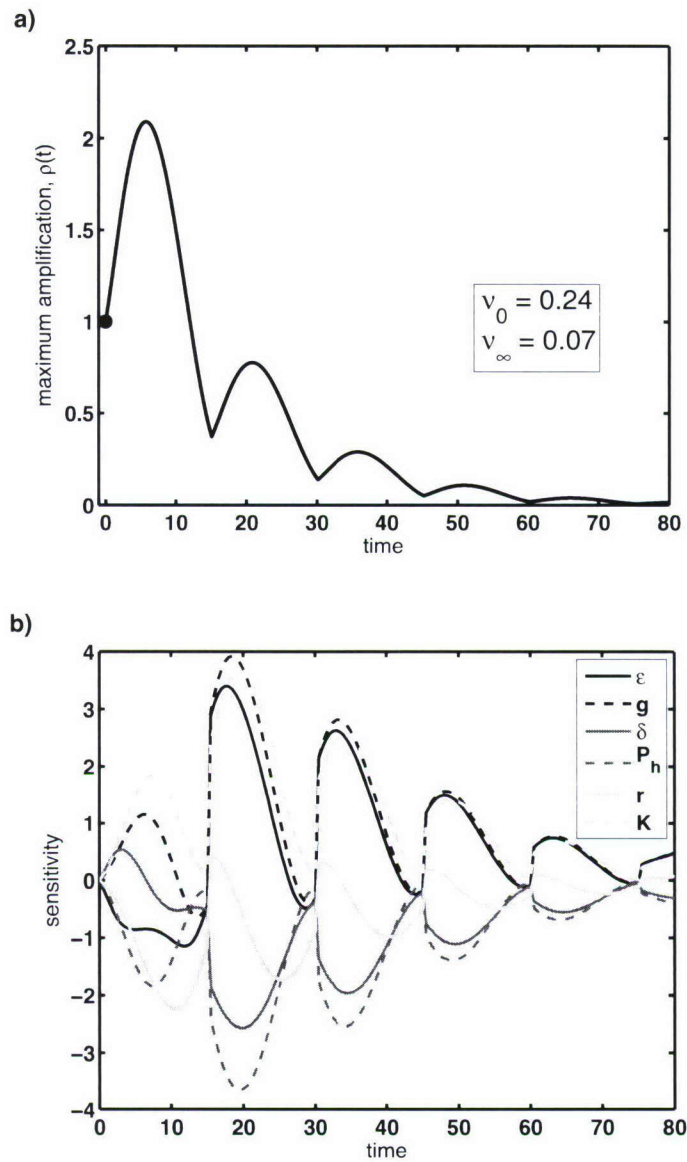 a)
2.5
2
1.5
1
0.5
0
maximum amplification, ρ(t)
ν0 = 0.24
ν∞ = 0.07
0 10 20 30 40 50 60 70 80
time
b)
4
3
2
1
0
−1
−2
−3
−4
sensitivity
ε
g
δ
Ph
r
K
0 10 20 30 40 50 60 70 80
time